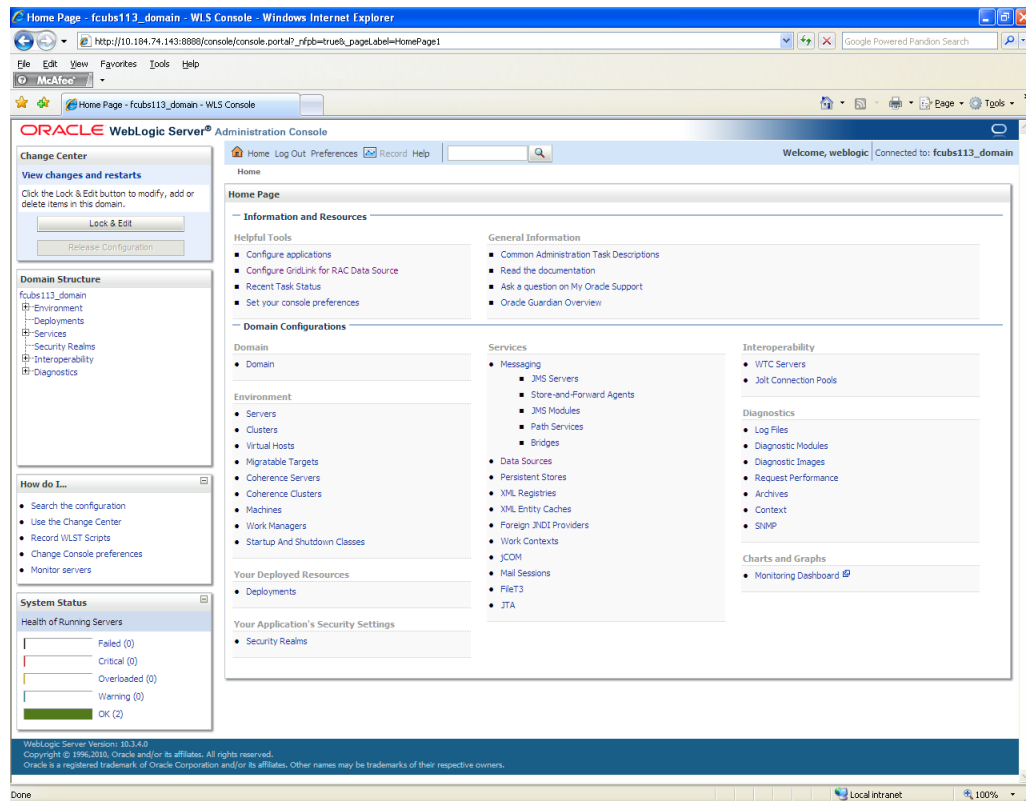 Home Page - fcubs113_domain - WLS Console - Windows Internet Explorer
http://10.184.74.143:8888/console/console.portal?_nfpb=true&_pageLabel=HomePage1
Google Powered Pandion Search
File Edit View Favorites Tools Help
McAfee
Home Page - fcubs113_domain - WLS Console
Page Tools
ORACLE WebLogic Server® Administration Console
Change Center
View changes and restarts
Click the Lock & Edit button to modify, add or
delete items in this domain.
Lock & Edit
Release Configuration
Domain Structure
fcubs113_domain
Environment
Deployments
Services
Security Realms
Interoperability
Diagnostics
How do I...
Search the configuration
Use the Change Center
Record WLST Scripts
Change Console preferences
Monitor servers
System Status
Health of Running Servers
Failed (0)
Critical (0)
Overloaded (0)
Warning (0)
OK (2)
Home Log Out Preferences Record Help
Welcome, weblogic Connected to: fcubs113_domain
Home
Home Page
Information and Resources
Helpful Tools
Configure applications
Configure GridLink for RAC Data Source
Recent Task Status
Set your console preferences
General Information
Common Administration Task Descriptions
Read the documentation
Ask a question on My Oracle Support
Oracle Guardian Overview
Domain Configurations
Domain
Domain
Environment
Servers
Clusters
Virtual Hosts
Migratable Targets
Coherence Servers
Coherence Clusters
Machines
Work Managers
Startup And Shutdown Classes
Your Deployed Resources
Deployments
Your Application's Security Settings
Security Realms
Services
Messaging
JMS Servers
Store-and-Forward Agents
JMS Modules
Path Services
Bridges
Data Sources
Persistent Stores
XML Registries
XML Entity Caches
Foreign JNDI Providers
Work Contexts
jCOM
Mail Sessions
FileT3
JTA
Interoperability
WTC Servers
Jolt Connection Pools
Diagnostics
Log Files
Diagnostic Modules
Diagnostic Images
Request Performance
Archives
Context
SNMP
Charts and Graphs
Monitoring Dashboard
WebLogic Server Version: 10.3.4.0
Copyright © 1996,2010, Oracle and/or its affiliates. All rights reserved.
Oracle is a registered trademark of Oracle Corporation and/or its affiliates. Other names may be trademarks of their respective owners.
Done
Local intranet
100%